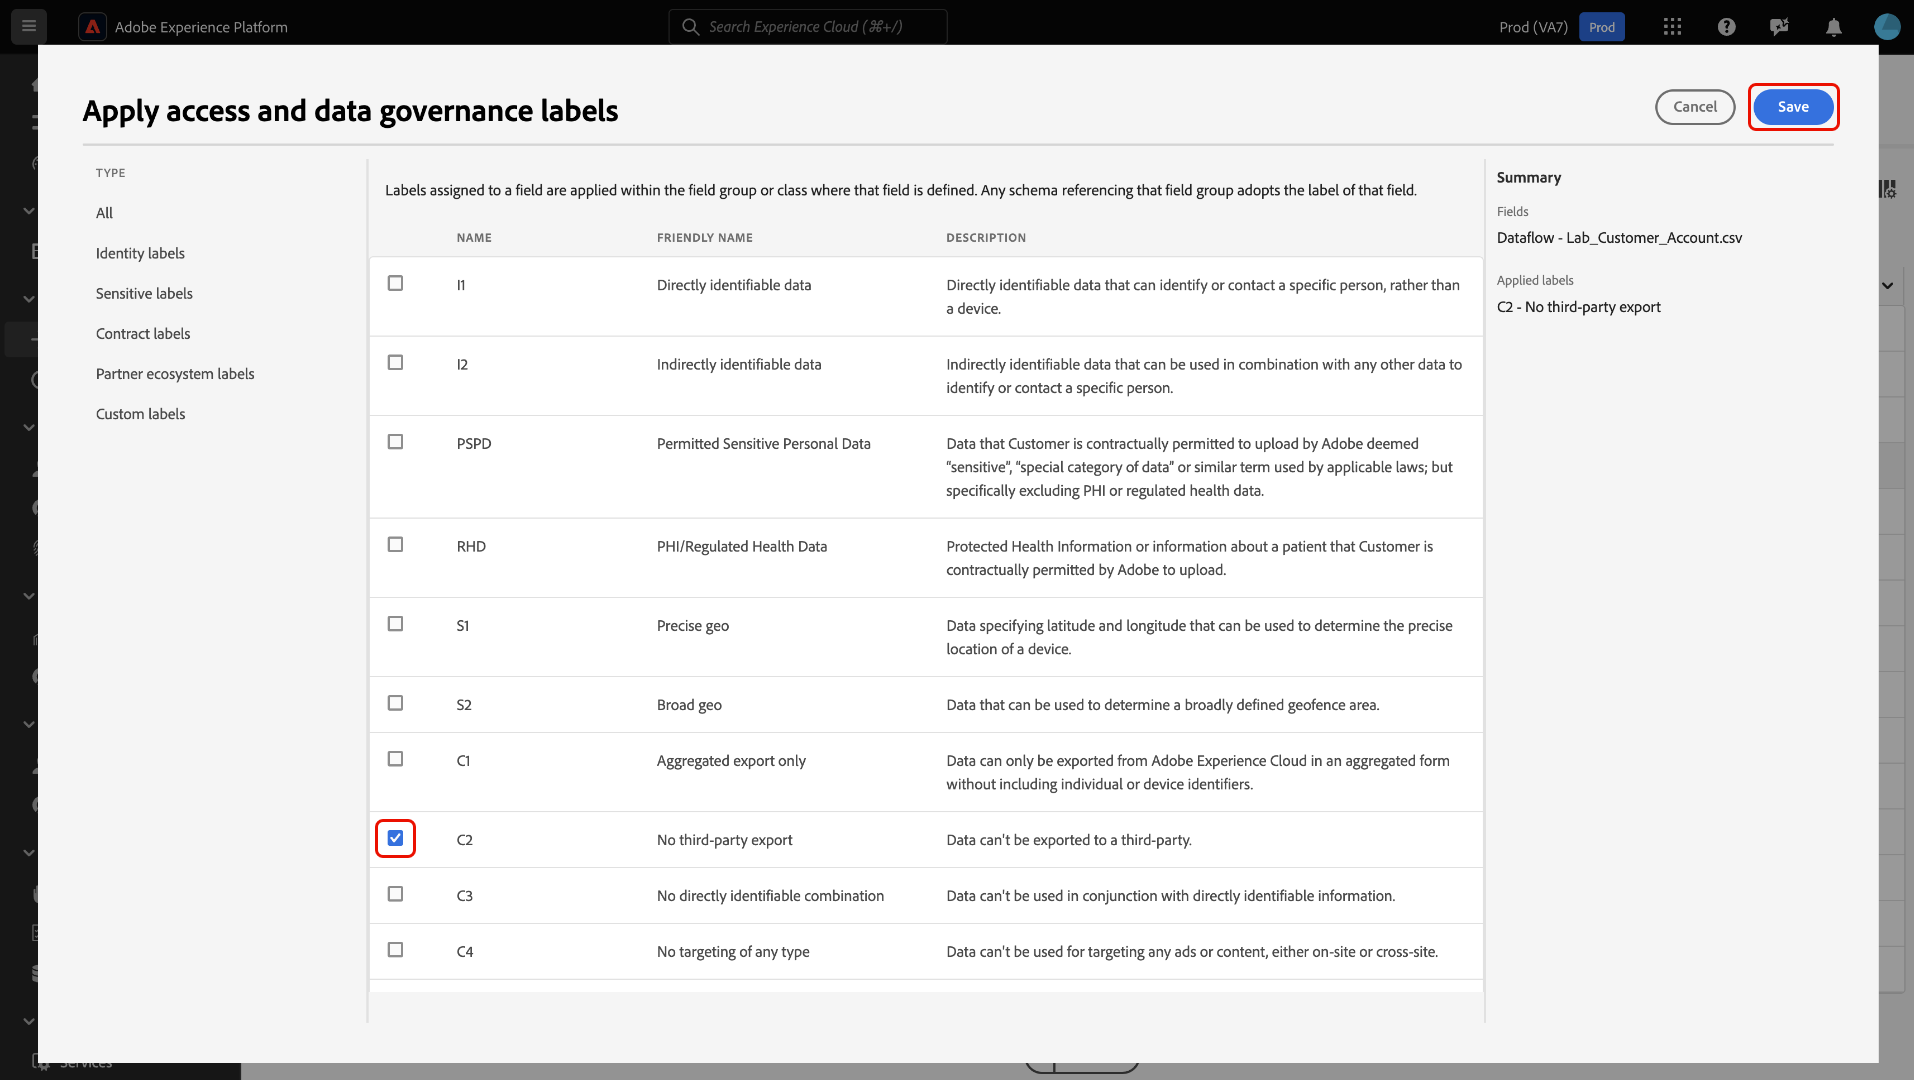 Adobe Experience Platform
Search Experience Cloud (⌘+/)
Prod (VA7)
Prod
Apply access and data governance labels
Cancel
Save
TYPE
All
Identity labels
Sensitive labels
Contract labels
Partner ecosystem labels
Custom labels
Labels assigned to a field are applied within the field group or class where that field is defined. Any schema referencing that field group adopts the label of that field.
NAME FRIENDLY NAME DESCRIPTION
I1 Directly identifiable data Directly identifiable data that can identify or contact a specific person, rather than
a device.
I2 Indirectly identifiable data Indirectly identifiable data that can be used in combination with any other data to
identify or contact a specific person.
PSPD Permitted Sensitive Personal Data Data that Customer is contractually permitted to upload by Adobe deemed
"sensitive", "special category of data" or similar term used by applicable laws; but
specifically excluding PHI or regulated health data.
RHD PHI/Regulated Health Data Protected Health Information or information about a patient that Customer is
contractually permitted by Adobe to upload.
S1 Precise geo Data specifying latitude and longitude that can be used to determine the precise
location of a device.
S2 Broad geo Data that can be used to determine a broadly defined geofence area.
C1 Aggregated export only Data can only be exported from Adobe Experience Cloud in an aggregated form
without including individual or device identifiers.
C2 No third-party export Data can't be exported to a third-party.
C3 No directly identifiable combination Data can't be used in conjunction with directly identifiable information.
C4 No targeting of any type Data can't be used for targeting any ads or content, either on-site or cross-site.
Summary
Fields
Dataflow - Lab_Customer_Account.csv
Applied labels
C2 - No third-party export
Services